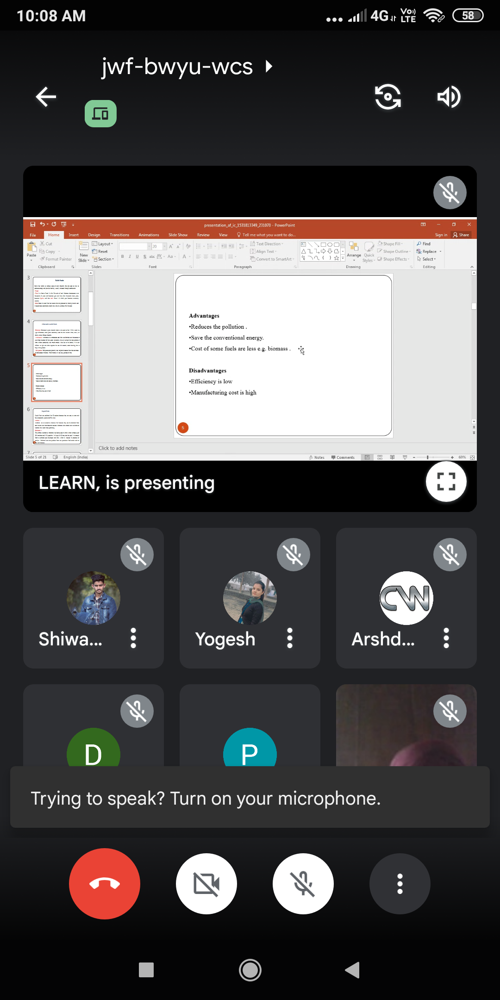 10:08 AM
4G
Vo)) LTE
58
jwf-bwyu-wcs
presentation_af_ic_1531813349_231070 - PowerPoint
File Home Insert Design Transitions Animations Slide Show Review View Tell me what you want to do... Sign in Share
Paste
Cut
Copy
Format Painter
Clipboard
New Slide
Layout
Reset
Section
Slides
20
Font
Text Direction
Align Text
Convert to SmartArt
Paragraph
Arrange
Quick Styles
Shape Fill
Shape Outline
Shape Effects
Drawing
Find
Replace
Select
Editing
3
4
5
6
7
Advantages
•Reduces the pollution .
•Save the conventional energy.
•Cost of some fuels are less e.g. biomass .
Disadvantages
•Efficiency is low
•Manufacturing cost is high
5
Click to add notes
Slide 5 of 21 English (India) Notes Comments 69%
LEARN, is presenting
Shiwa...
Yogesh
CW
Arshd...
D
P
Trying to speak? Turn on your microphone.